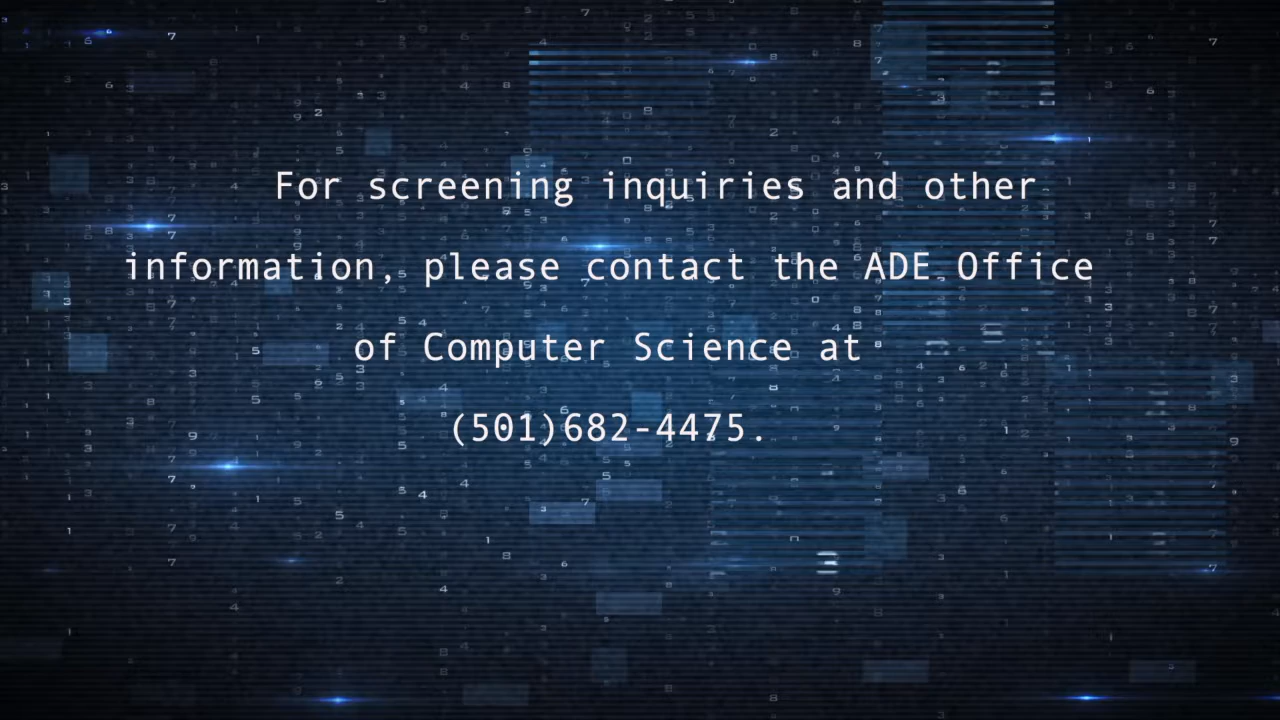 For screening inquiries and other
information, please contact the ADE Office
of Computer Science at
(501)682-4475.